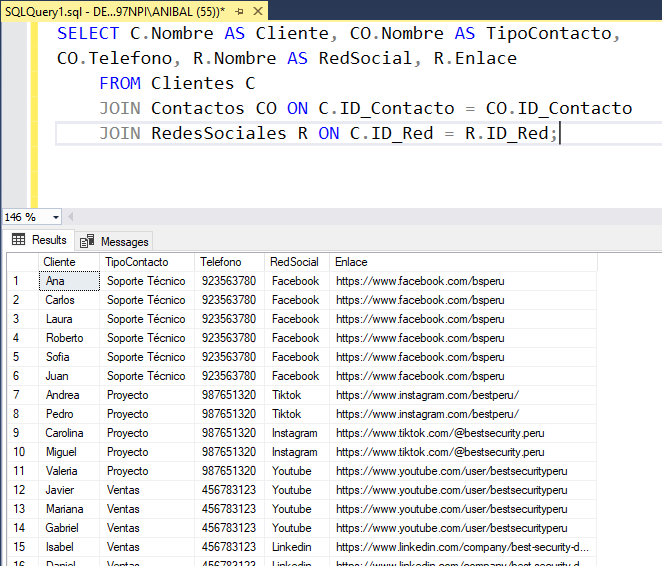 SQLQuery1.sql - DE...97NPI\ANIBAL (55))*
SELECT C.Nombre AS Cliente, CO.Nombre AS TipoContacto,
CO.Telefono, R.Nombre AS RedSocial, R.Enlace
FROM Clientes C
JOIN Contactos CO ON C.ID_Contacto = CO.ID_Contacto
JOIN RedesSociales R ON C.ID_Red = R.ID_Red;
146 %
Results Messages
Cliente TipoContacto Telefono RedSocial Enlace
1 Ana Soporte Técnico 923563780 Facebook https://www.facebook.com/bsperu
2 Carlos Soporte Técnico 923563780 Facebook https://www.facebook.com/bsperu
3 Laura Soporte Técnico 923563780 Facebook https://www.facebook.com/bsperu
4 Roberto Soporte Técnico 923563780 Facebook https://www.facebook.com/bsperu
5 Sofia Soporte Técnico 923563780 Facebook https://www.facebook.com/bsperu
6 Juan Soporte Técnico 923563780 Facebook https://www.facebook.com/bsperu
7 Andrea Proyecto 987651320 Tiktok https://www.instagram.com/bestperu/
8 Pedro Proyecto 987651320 Tiktok https://www.instagram.com/bestperu/
9 Carolina Proyecto 987651320 Instagram https://www.tiktok.com/@bestsecurity.peru
10 Miguel Proyecto 987651320 Instagram https://www.tiktok.com/@bestsecurity.peru
11 Valeria Proyecto 987651320 Youtube https://www.youtube.com/user/bestsecurityperu
12 Javier Ventas 456783123 Youtube https://www.youtube.com/user/bestsecurityperu
13 Mariana Ventas 456783123 Youtube https://www.youtube.com/user/bestsecurityperu
14 Gabriel Ventas 456783123 Youtube https://www.youtube.com/user/bestsecurityperu
15 Isabel Ventas 456783123 Linkedin https://www.linkedin.com/company/best-security-d...
16 Daniel Ventas 456783123 Linkedin https://www.linkedin.com/company/best-security-d...